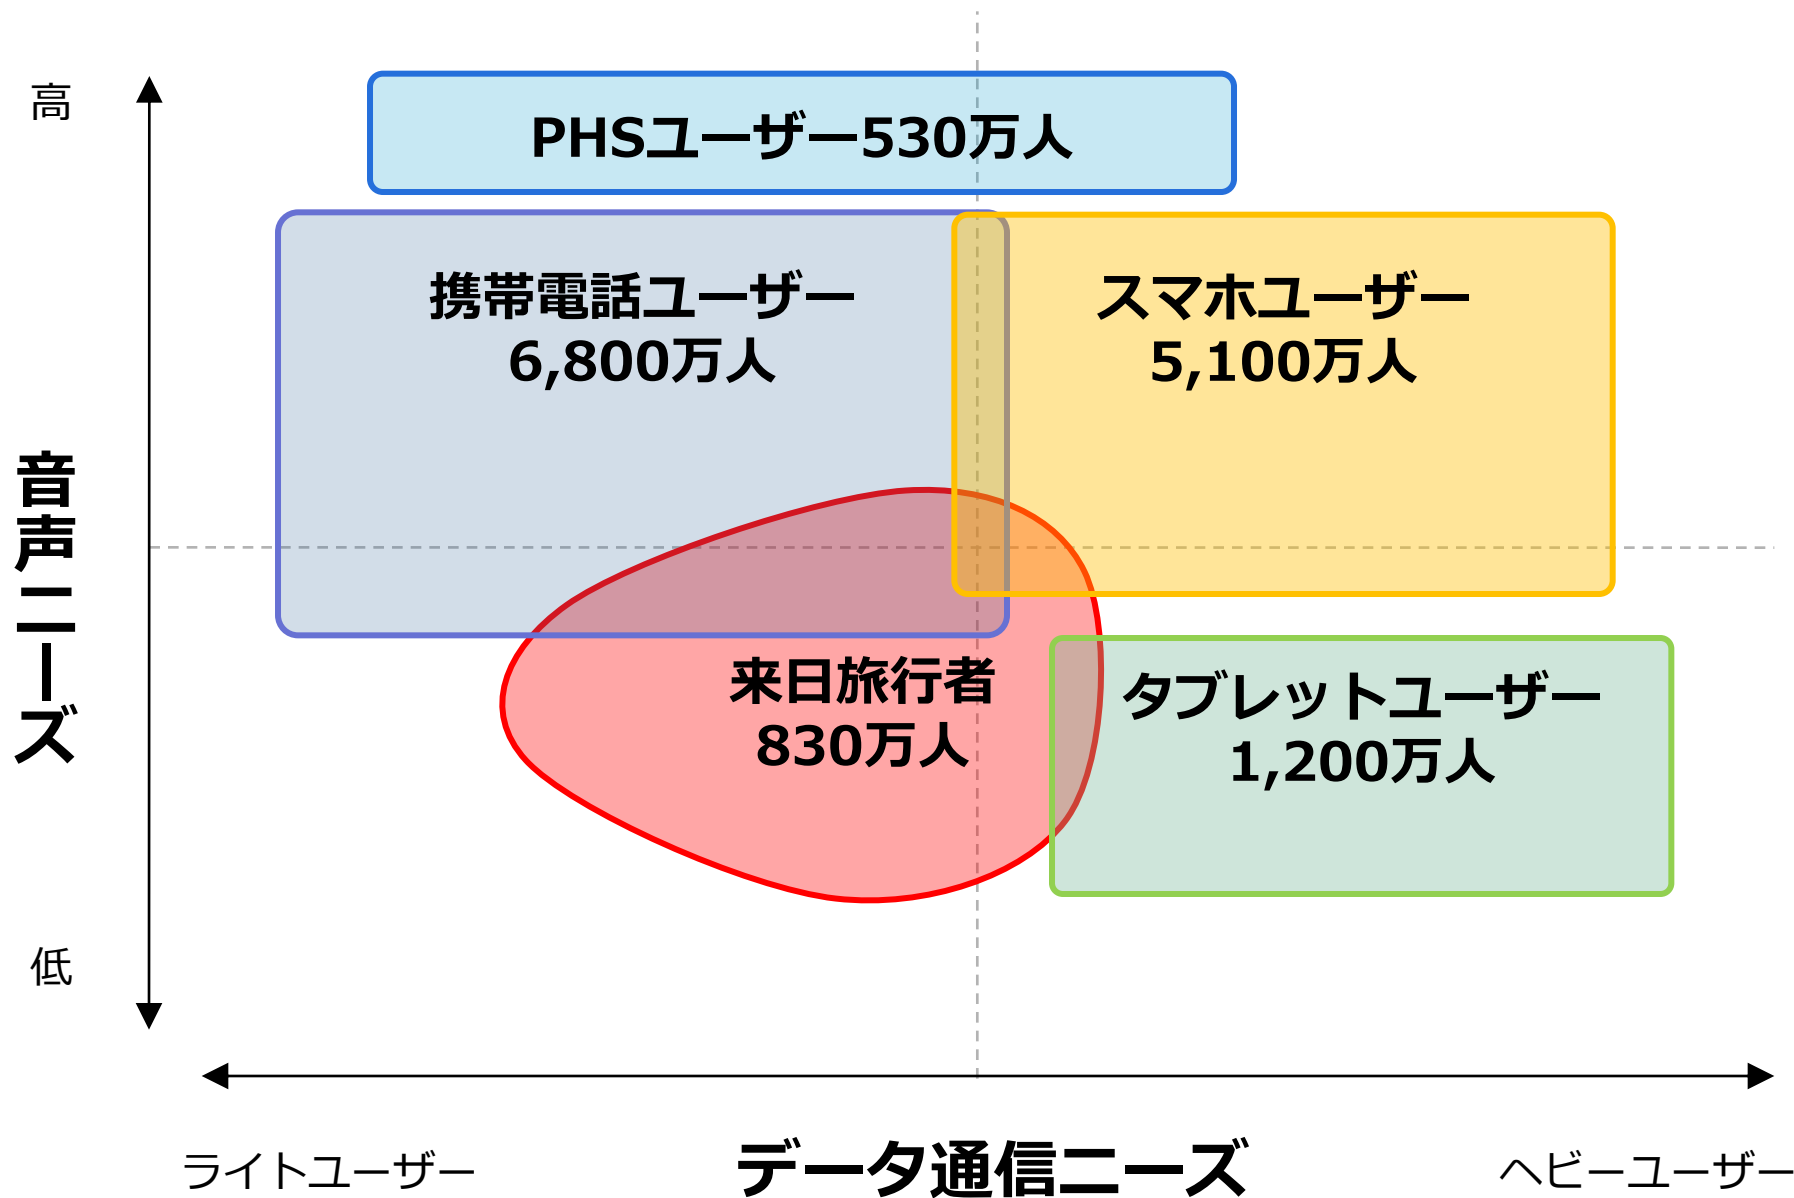 高
PHSユーザー530万人
携帯電話ユーザー
6,800万人
スマホユーザー
5,100万人
音声ニーズ
来日旅行者
830万人
タブレットユーザー
1,200万人
低
ライトユーザー
データ通信ニーズ
ヘビーユーザー